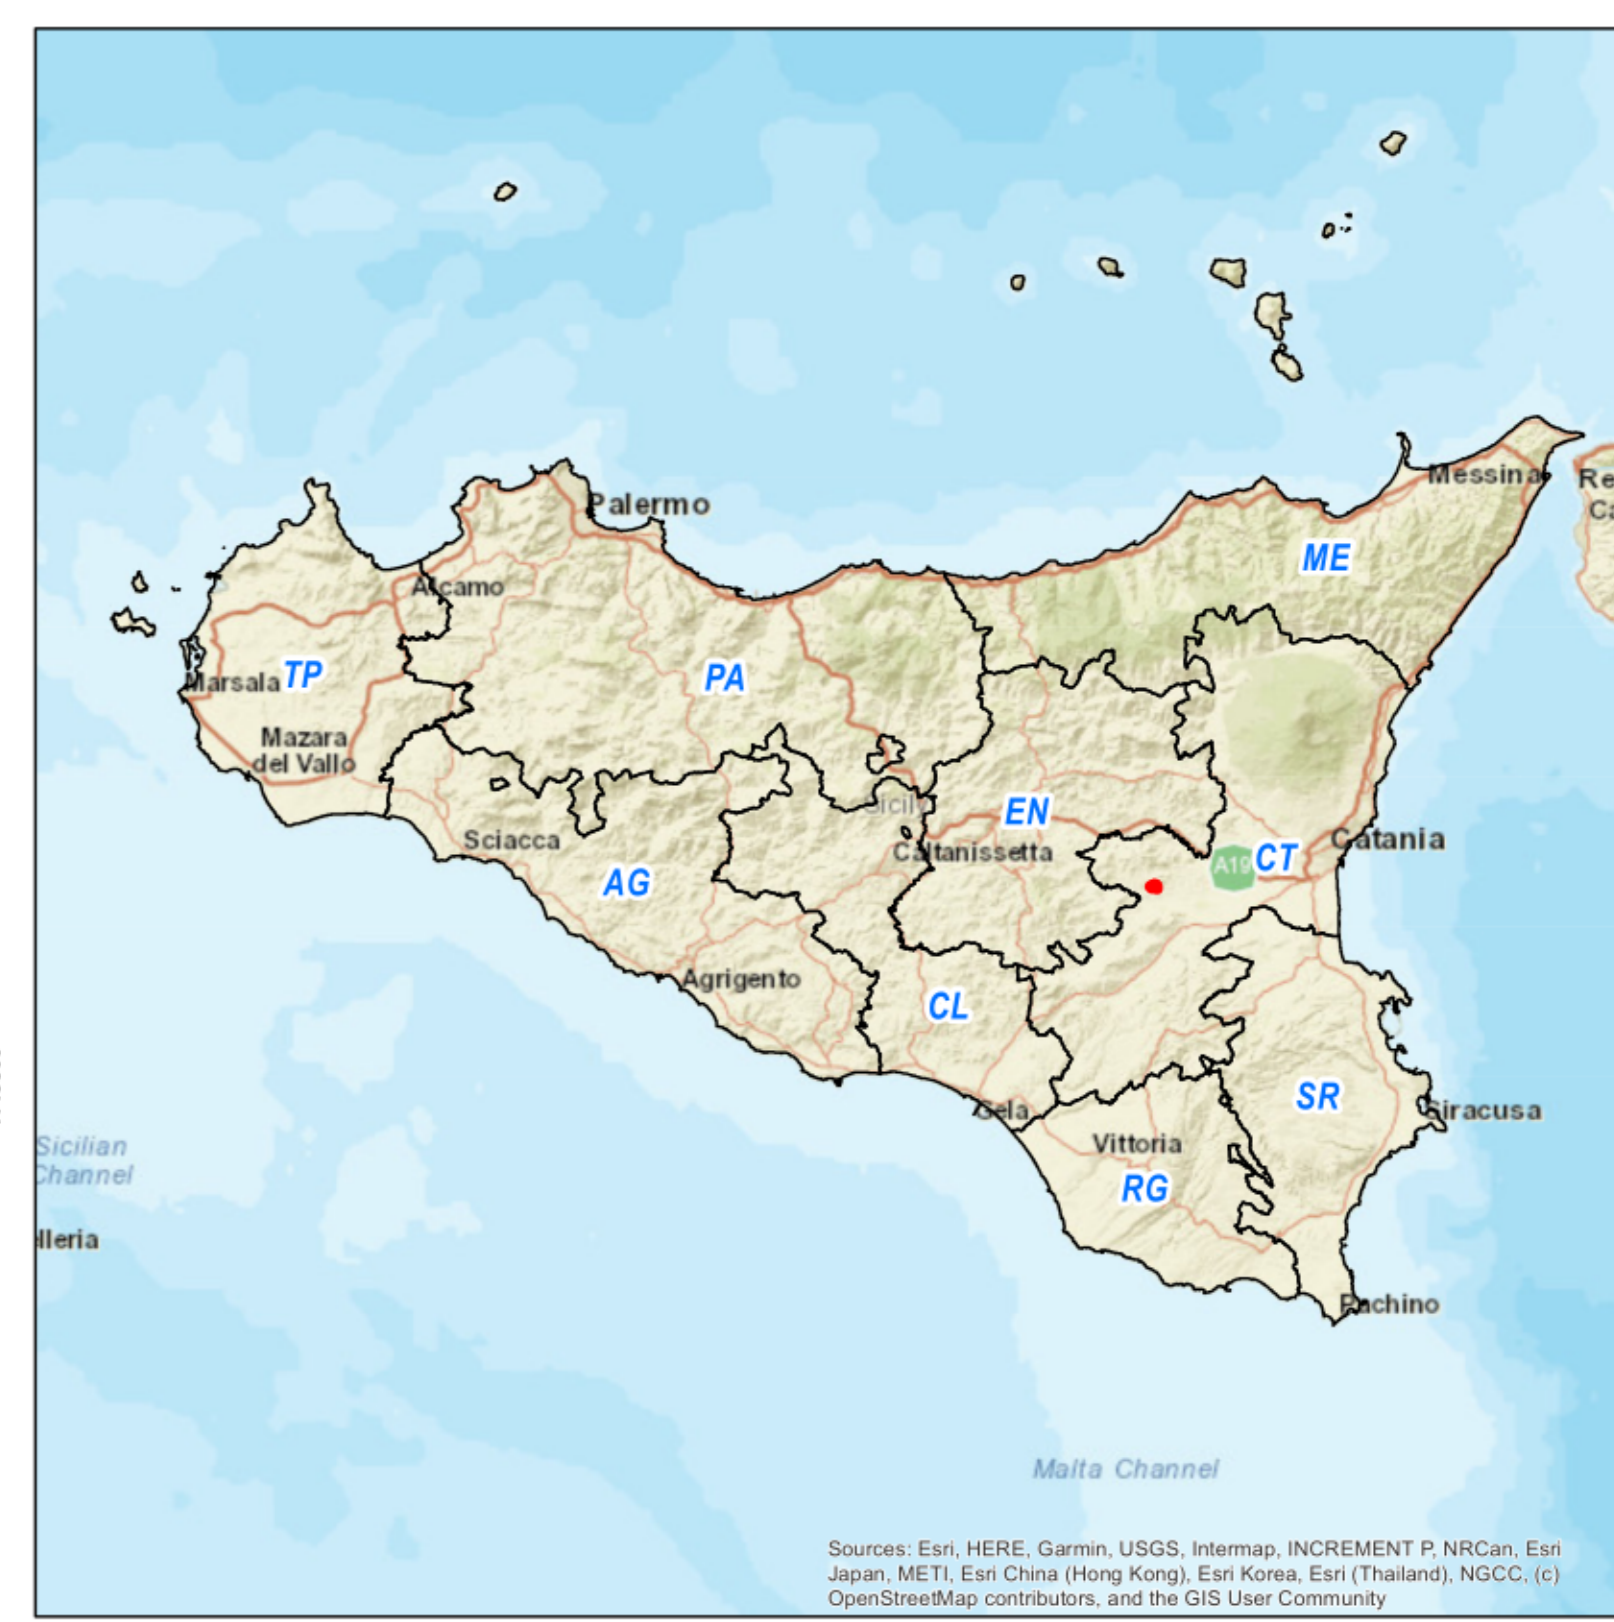 Palermo
Messina
Re
Ca
ME
Alcamo
TP
Marsala
PA
Mazara
del Vallo
Sicily
EN
Sciacca
Caltanissetta
Catania
A19
CT
AG
Agrigento
CL
Gela
SR
Siracusa
Vittoria
Sicilian
Channel
RG
lleria
Pachino
Malta Channel
Sources: Esri, HERE, Garmin, USGS, Intermap, INCREMENT P, NRCan, Esri
Japan, METI, Esri China (Hong Kong), Esri Korea, Esri (Thailand), NGCC, (c)
OpenStreetMap contributors, and the GIS User Community